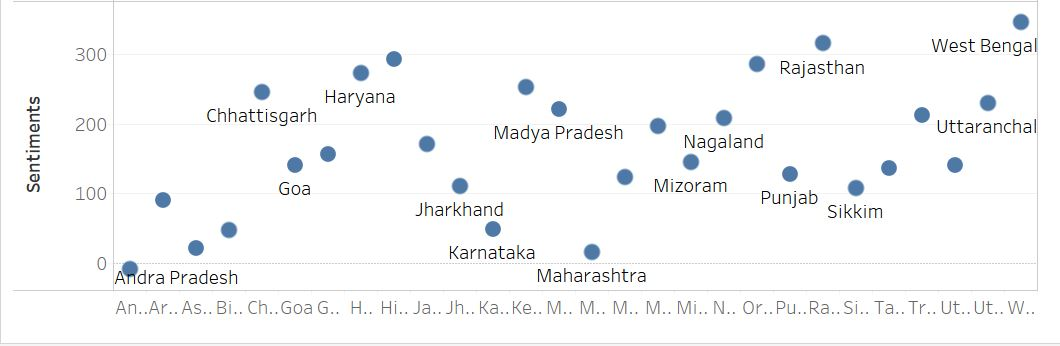 Sentiments
300
200
100
0
West Bengal
Rajasthan
Haryana
Chhattisgarh
Madya Pradesh
Uttaranchal
Nagaland
Goa
Mizoram
Punjab
Jharkhand
Sikkim
Karnataka
Maharashtra
Andra Pradesh
An.. Ar.. As.. Bi.. Ch.. Goa G.. H.. Hi.. Ja.. Jh.. Ka.. Ke.. M.. M.. M.. M.. Mi.. N.. Or.. Pu.. Ra.. Si.. Ta.. Tr.. Ut.. Ut.. W..